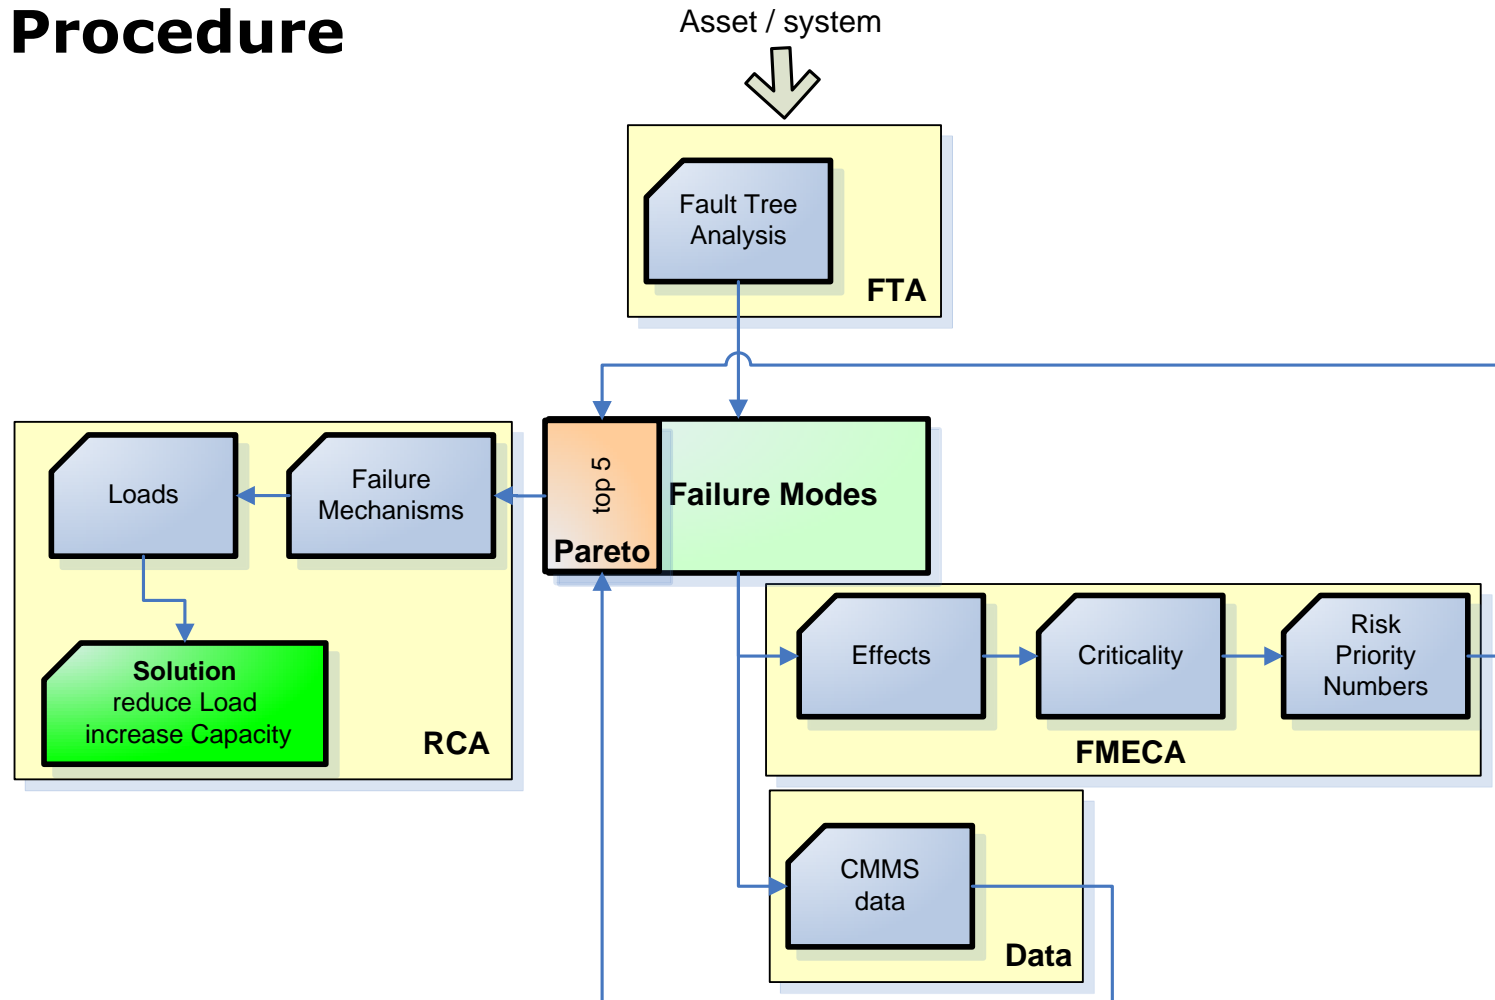 Procedure
Asset / system
Fault Tree
Analysis
FTA
Loads
Failure
Mechanisms
top 5
Pareto
Failure Modes
Solution
reduce Load
increase Capacity
RCA
Effects
Criticality
Risk
Priority
Numbers
FMECA
CMMS
data
Data